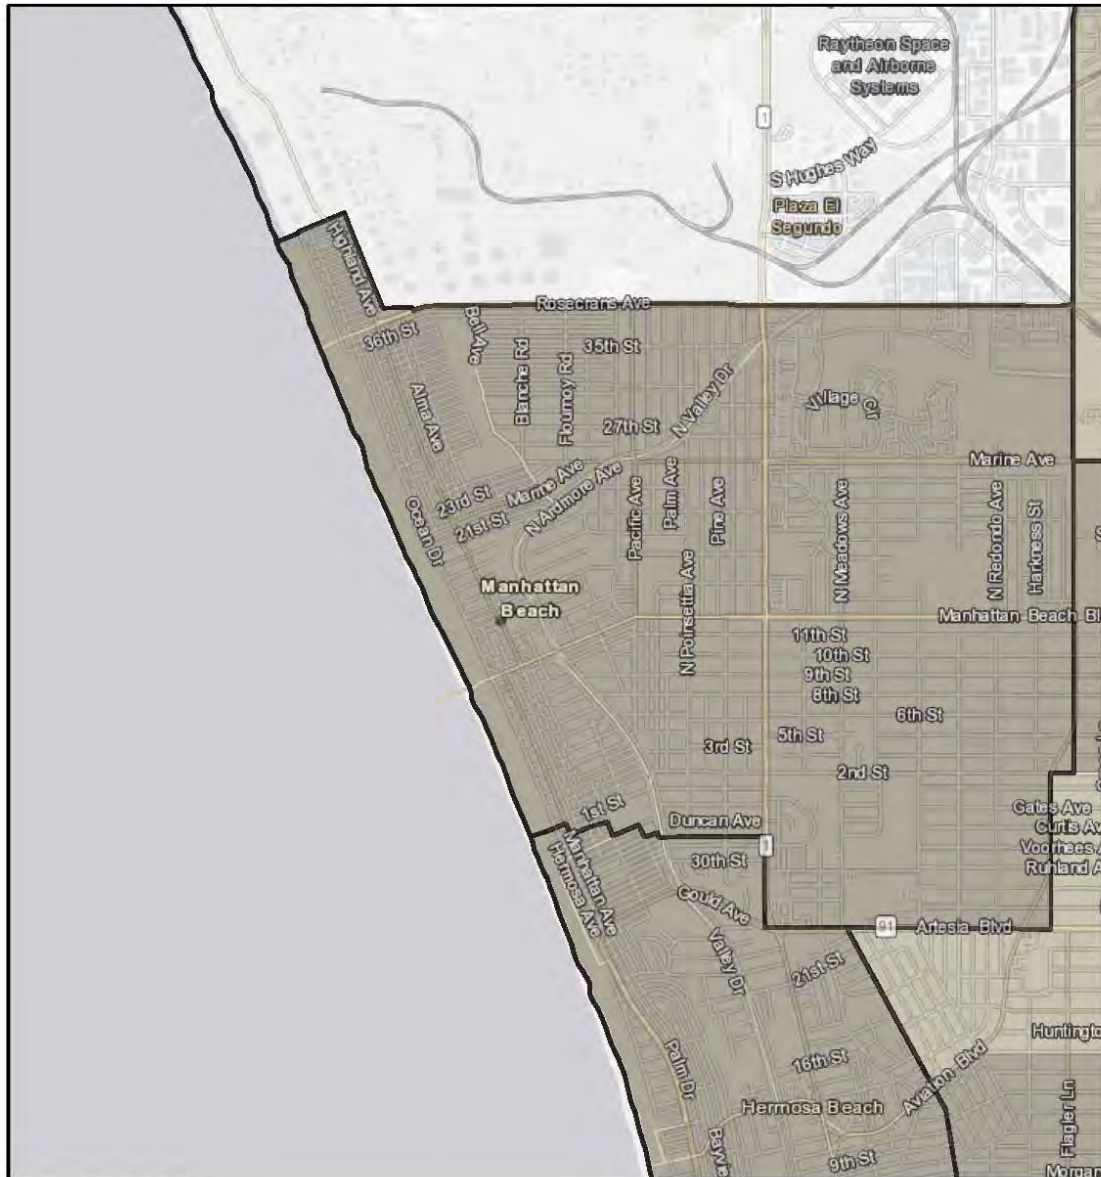 Raytheon Space
and Airborne
Systems
1
S Hughes Way
Plaza El
Segundo
Highland Ave
Rosecrans Ave
36th St
Bell Ave
35th St
Blanche Rd
Flournoy Rd
N Valley Dr
Alma Ave
27th St
Village Cir
Marine Ave
23rd St
Marine Ave
21st St
N Ardmore Ave
Ocean Dr
Pacific Ave
Palm Ave
Pine Ave
N Meadows Ave
N Redondo Ave
Harkness St
Manhattan
Beach
N Poinsettia Ave
Manhattan Beach Bl
11th St
10th St
9th St
8th St
6th St
5th St
3rd St
2nd St
1st St
Duncan Ave
Gates Ave
Curtis Av
Voorhees A
Ruhland A
1
30th St
Manhattan Ave
Hermosa Ave
Gould Ave
91
Artesia Blvd
Valley Dr
21st St
Huntingto
16th St
Aviation Blvd
Palm Dr
Hermosa Beach
Flagler Ln
9th St
Morgan